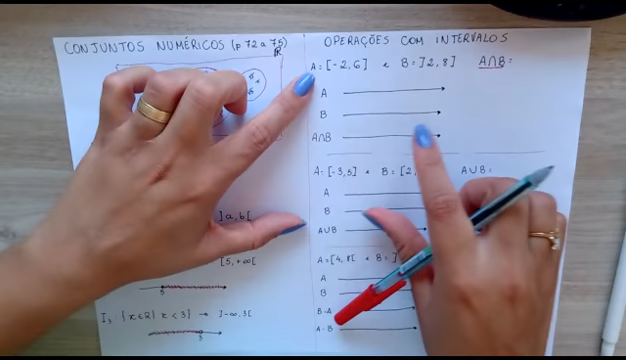 CONJUNTOS NUMÉRICOS (p 72 a 75)
R
]a, b[
[5, +∞[
5
I₃ = {x ∈ R | x < 3} → ]-∞, 3[
3
OPERAÇÕES COM INTERVALOS
A = [-2, 6] e B = ]2, 8] A∩B =
A
B
A∩B
A = [-3, 5] e B = [2, A∪B =
A
B
A∪B
A = [4, 8[ e B = ]
A
B
B-A
A-B